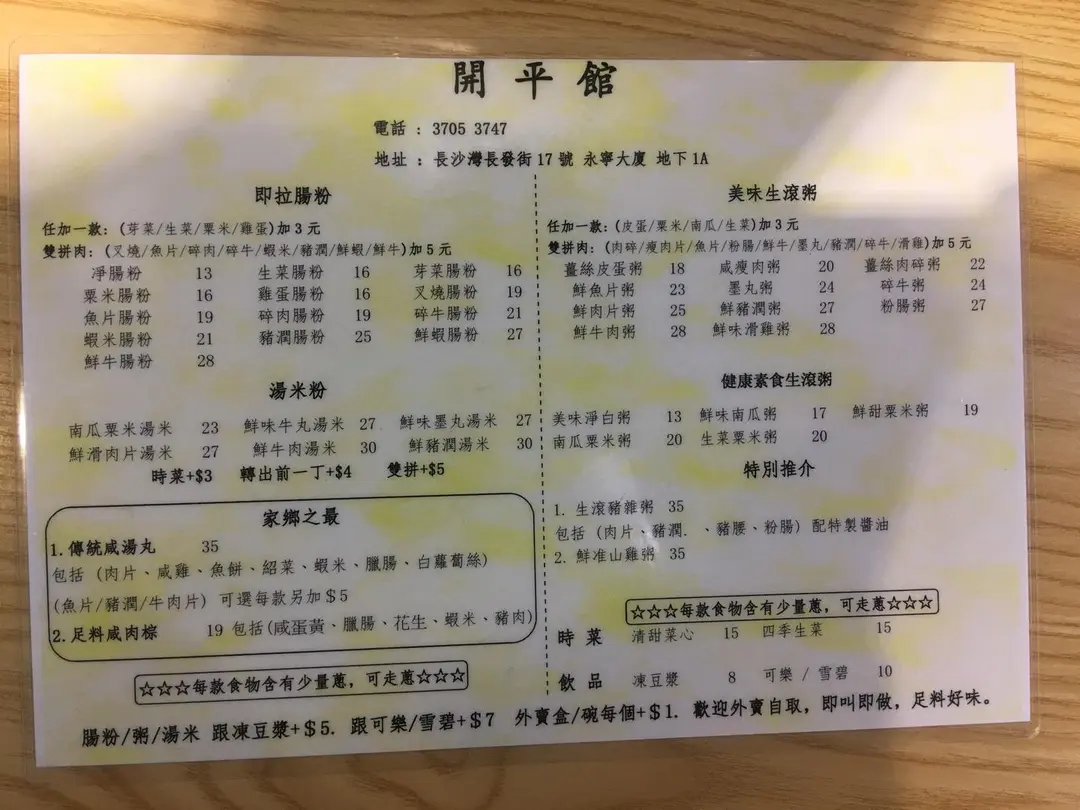 開平館
電話 : 3705 3747
地址 : 長沙灣長發街17號 永寧大廈 地下1A
即拉腸粉
任加一款: (芽菜/生菜/粟米/雞蛋)加3元
雙拼肉: (叉燒/魚片/碎肉/碎牛/蝦米/豬潤/鮮蝦/鮮牛)加5元
凈腸粉 13 生菜腸粉 16 芽菜腸粉 16
粟米腸粉 16 雞蛋腸粉 16 叉燒腸粉 19
魚片腸粉 19 碎肉腸粉 19 碎牛腸粉 21
蝦米腸粉 21 豬潤腸粉 25 鮮蝦腸粉 27
鮮牛腸粉 28
湯米粉
南瓜粟米湯米 23 鮮味牛丸湯米 27 鮮味墨丸湯米 27
鮮滑肉片湯米 27 鮮牛肉湯米 30 鮮豬潤湯米 30
時菜+$3 轉出前一丁+$4 雙拼+$5
家鄉之最
1. 傳統咸湯丸 35
包括 (肉片、咸雞、魚餅、紹菜、蝦米、臘腸、白蘿蔔絲)
(魚片/豬潤/牛肉片) 可選每款另加$5
2. 足料咸肉棕 19 包括(咸蛋黃、臘腸、花生、蝦米、豬肉)
☆☆☆每款食物含有少量蔥，可走蔥☆☆☆
美味生滾粥
任加一款: (皮蛋/粟米/南瓜/生菜)加3元
雙拼肉: (肉碎/瘦肉片/魚片/粉腸/鮮牛/墨丸/豬潤/碎牛/滑雞)加5元
薑絲皮蛋粥 18 咸瘦肉粥 20 薑絲肉碎粥 22
鮮魚片粥 23 墨丸粥 24 碎牛粥 24
鮮肉片粥 25 鮮豬潤粥 27 粉腸粥 27
鮮牛肉粥 28 鮮味滑雞粥 28
健康素食生滾粥
美味淨白粥 13 鮮味南瓜粥 17 鮮甜粟米粥 19
南瓜粟米粥 20 生菜粟米粥 20
特別推介
1. 生滾豬雜粥 35
包括 (肉片、豬潤. 、豬腰、粉腸) 配特製醬油
2. 鮮准山雞粥 35
☆☆☆每款食物含有少量蔥，可走蔥☆☆☆
時菜 清甜菜心 15 四季生菜 15
飲品 凍豆漿 8 可樂 / 雪碧 10
腸粉/粥/湯米 跟凍豆漿+$5. 跟可樂/雪碧+$7 外賣盒/碗每個+$1. 歡迎外賣自取，即叫即做，足料好味。